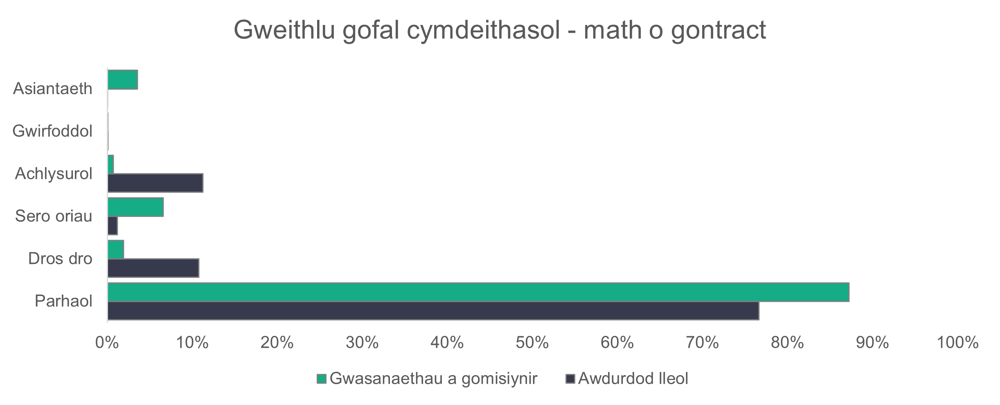 Gweithlu gofal cymdeithasol - math o gontract
Asiantaeth
Gwirfoddol
Achlysurol
Sero oriau
Dros dro
Parhaol
0% 10% 20% 30% 40% 50% 60% 70% 80% 90% 100%
Gwasanaethau a gomisiynir Awdurdod lleol